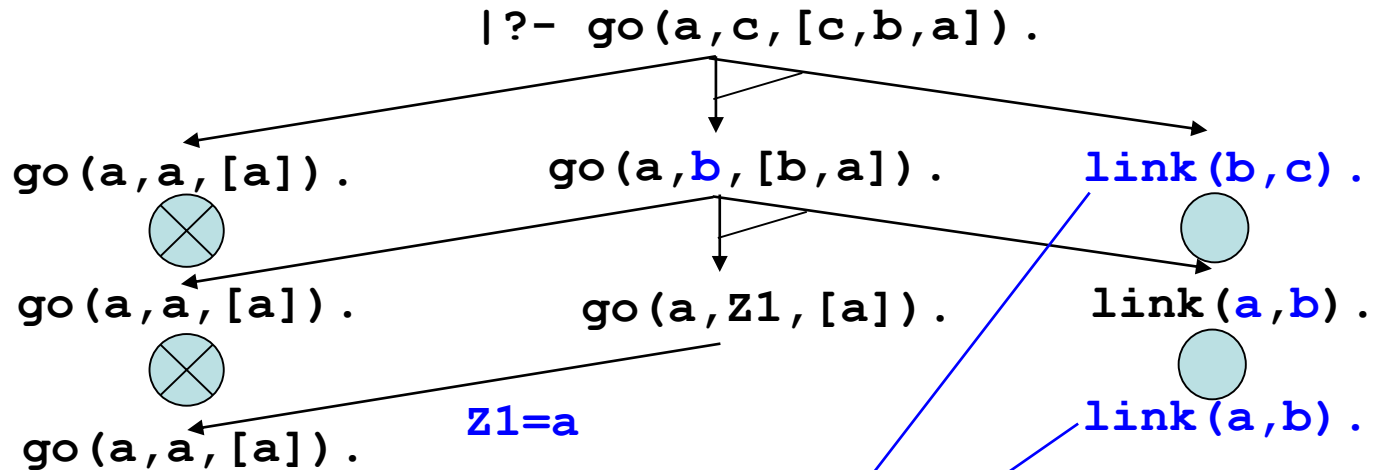 |?- go(a,c,[c,b,a]).
go(a,a,[a]). go(a,b,[b,a]). link(b,c).
go(a,a,[a]). go(a,Z1,[a]). link(a,b).
Z1=a link(a,b).
go(a,a,[a]).